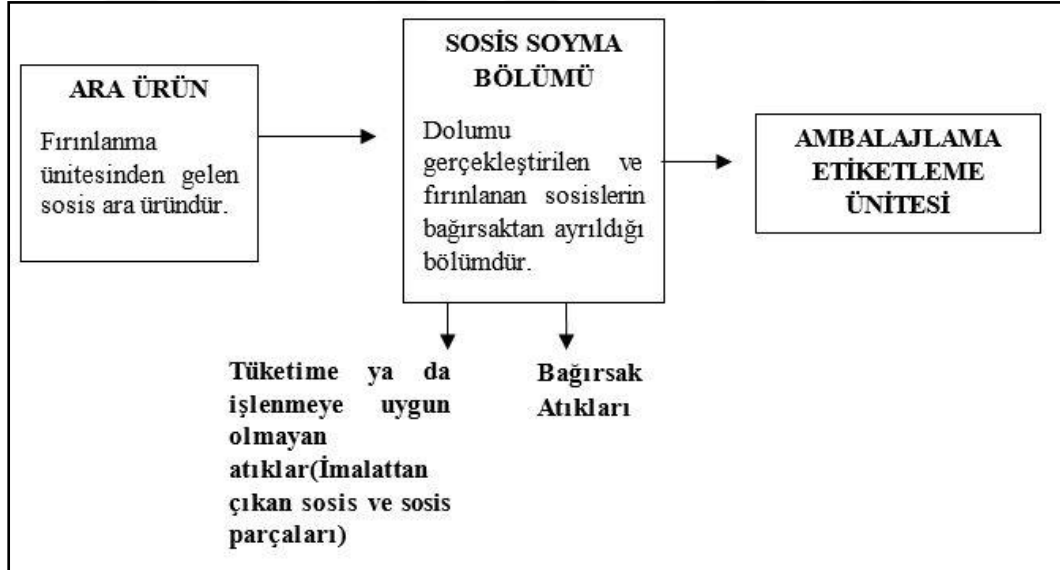 ARA ÜRÜN
Fırınlanma
ünitesinden gelen
sosis ara üründür.
SOSİS SOYMA
BÖLÜMÜ
Dolumu
gerçekleştirilen ve
fırınlanan sosislerin
bağırsaktan ayrıldığı
bölümdür.
AMBALAJLAMA
ETİKETLEME
ÜNİTESİ
Tüketime ya da
işlenmeye uygun
olmayan
atıklar(İmalattan
çıkan sosis ve sosis
parçaları)
Bağırsak
Atıkları